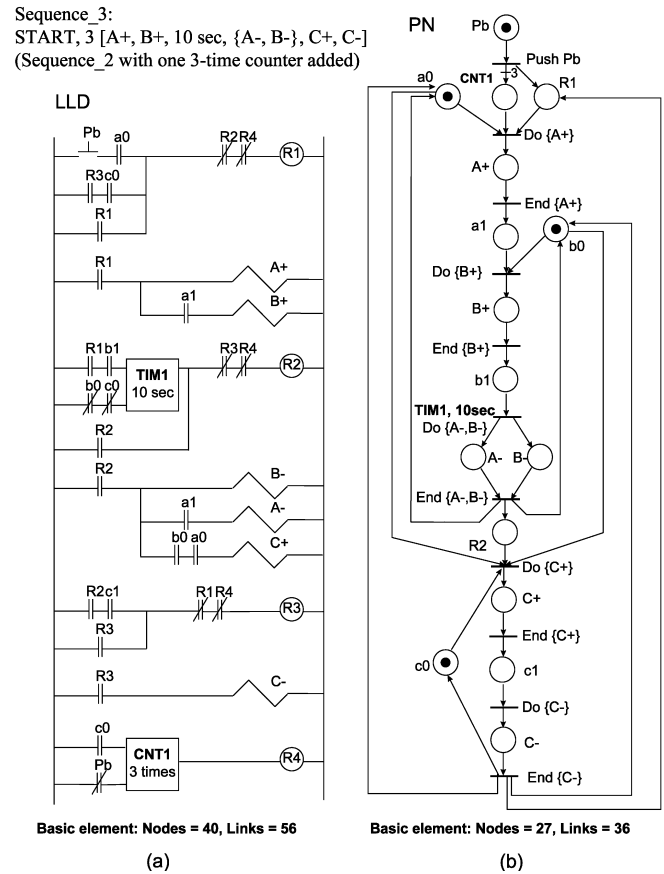 Sequence_3:
START, 3 [A+, B+, 10 sec, {A-, B-}, C+, C-]
(Sequence_2 with one 3-time counter added)
LLD
Pb
a0
R2 R4
R1
R3 c0
R1
R1
A+
a1
B+
R1 b1
TIM1
10 sec
R3 R4
R2
b0 c0
R2
R2
B-
a1
A-
b0 a0
C+
R2 c1
R1 R4
R3
R3
R3
C-
c0
CNT1
3 times
R4
Pb
Basic element: Nodes = 40, Links = 56
(a)
PN
Pb
Push Pb
a0
CNT1
3
R1
Do {A+}
A+
End {A+}
a1
b0
Do {B+}
B+
End {B+}
b1
TIM1, 10sec
Do {A-,B-}
A-
B-
End {A-,B-}
R2
Do {C+}
C+
End {C+}
c0
c1
Do {C-}
C-
End {C-}
Basic element: Nodes = 27, Links = 36
(b)